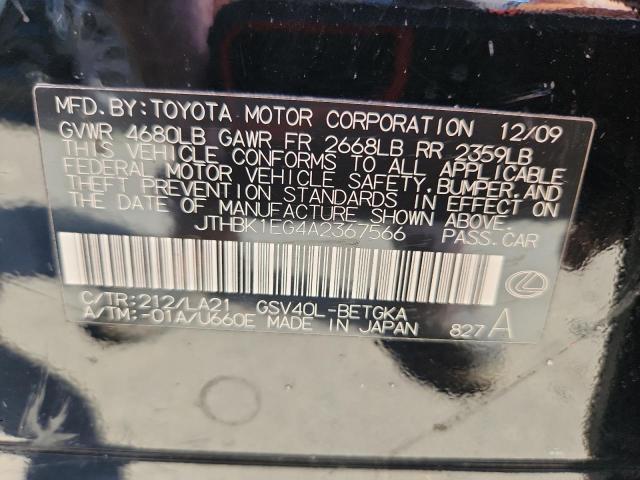 MFD. BY: TOYOTA MOTOR CORPORATION 12/09
GVWR 4680LB GAWR FR 2668LB RR 2359LB
THIS VEHICLE CONFORMS TO ALL APPLICABLE
FEDERAL MOTOR VEHICLE SAFETY, BUMPER, AND
THEFT PREVENTION STANDARDS IN EFFECT ON
THE DATE OF MANUFACTURE SHOWN ABOVE.
JTHBK1EG4A2367566 PASS. CAR
C/TR: 212/LA21 GSV40L-BETGKA
A/TM: -01A/U660E MADE IN JAPAN 827 A